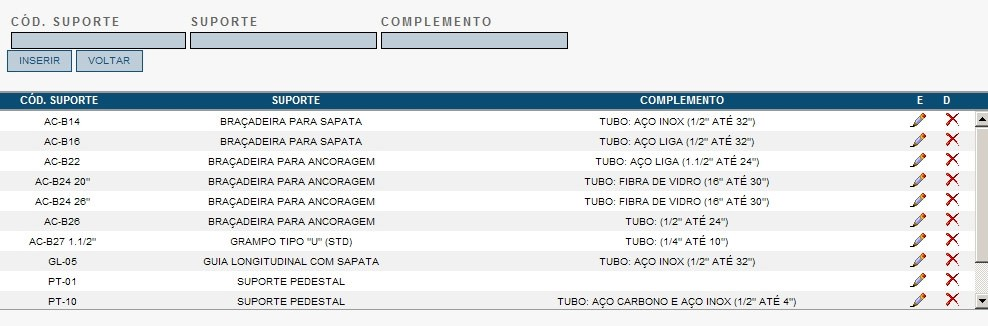 CÓD. SUPORTE SUPORTE COMPLEMENTO
INSERIR VOLTAR
CÓD. SUPORTE SUPORTE COMPLEMENTO E D
AC-B14 BRAÇADEIRA PARA SAPATA TUBO: AÇO INOX (1/2" ATÉ 32")
AC-B16 BRAÇADEIRA PARA SAPATA TUBO: AÇO LIGA (1/2" ATÉ 32")
AC-B22 BRAÇADEIRA PARA ANCORAGEM TUBO: AÇO LIGA (1.1/2" ATÉ 24")
AC-B24 20" BRAÇADEIRA PARA ANCORAGEM TUBO: FIBRA DE VIDRO (16" ATÉ 30")
AC-B24 26" BRAÇADEIRA PARA ANCORAGEM TUBO: FIBRA DE VIDRO (16" ATÉ 30")
AC-B26 BRAÇADEIRA PARA ANCORAGEM TUBO: (1/2" ATÉ 24")
AC-B27 1.1/2" GRAMPO TIPO "U" (STD) TUBO: (1/4" ATÉ 10")
GL-05 GUIA LONGITUDINAL COM SAPATA TUBO: AÇO INOX (1/2" ATÉ 32")
PT-01 SUPORTE PEDESTAL
PT-10 SUPORTE PEDESTAL TUBO: AÇO CARBONO E AÇO INOX (1/2" ATÉ 4")